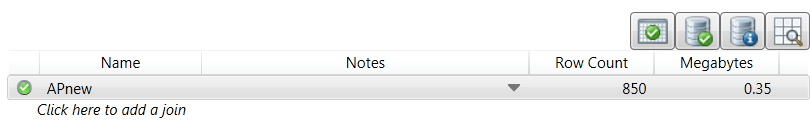 Name Notes Row Count Megabytes
APnew 850 0.35
Click here to add a join